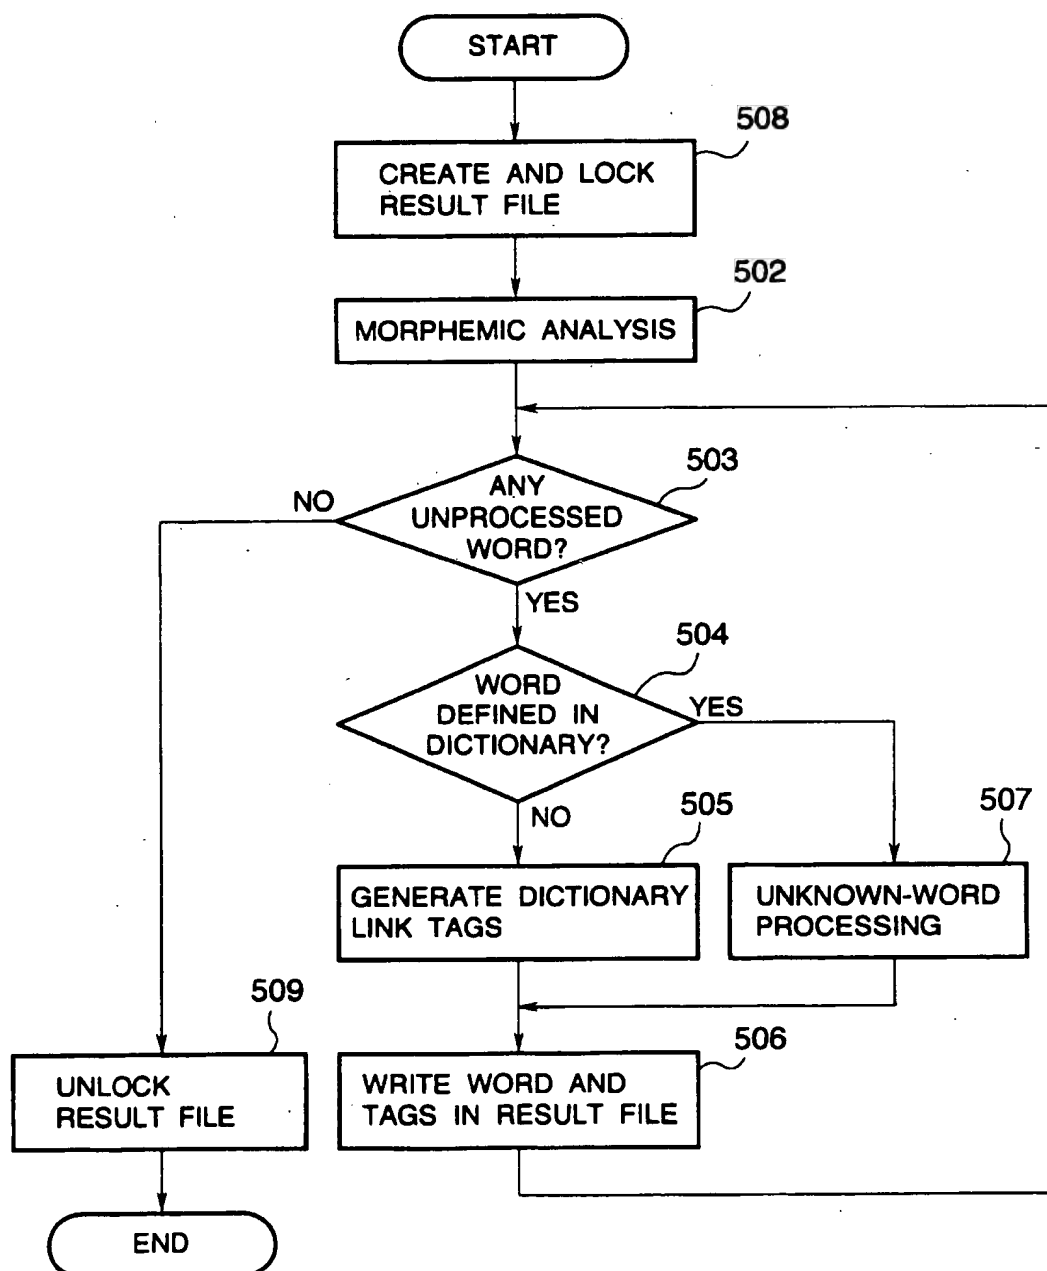 START
508
CREATE AND LOCK
RESULT FILE
502
MORPHEMIC ANALYSIS
503
NO
ANY
UNPROCESSED
WORD?
YES
504
WORD
DEFINED IN
DICTIONARY?
YES
NO
505
507
GENERATE DICTIONARY
LINK TAGS
UNKNOWN-WORD
PROCESSING
509
506
UNLOCK
RESULT FILE
WRITE WORD AND
TAGS IN RESULT FILE
END